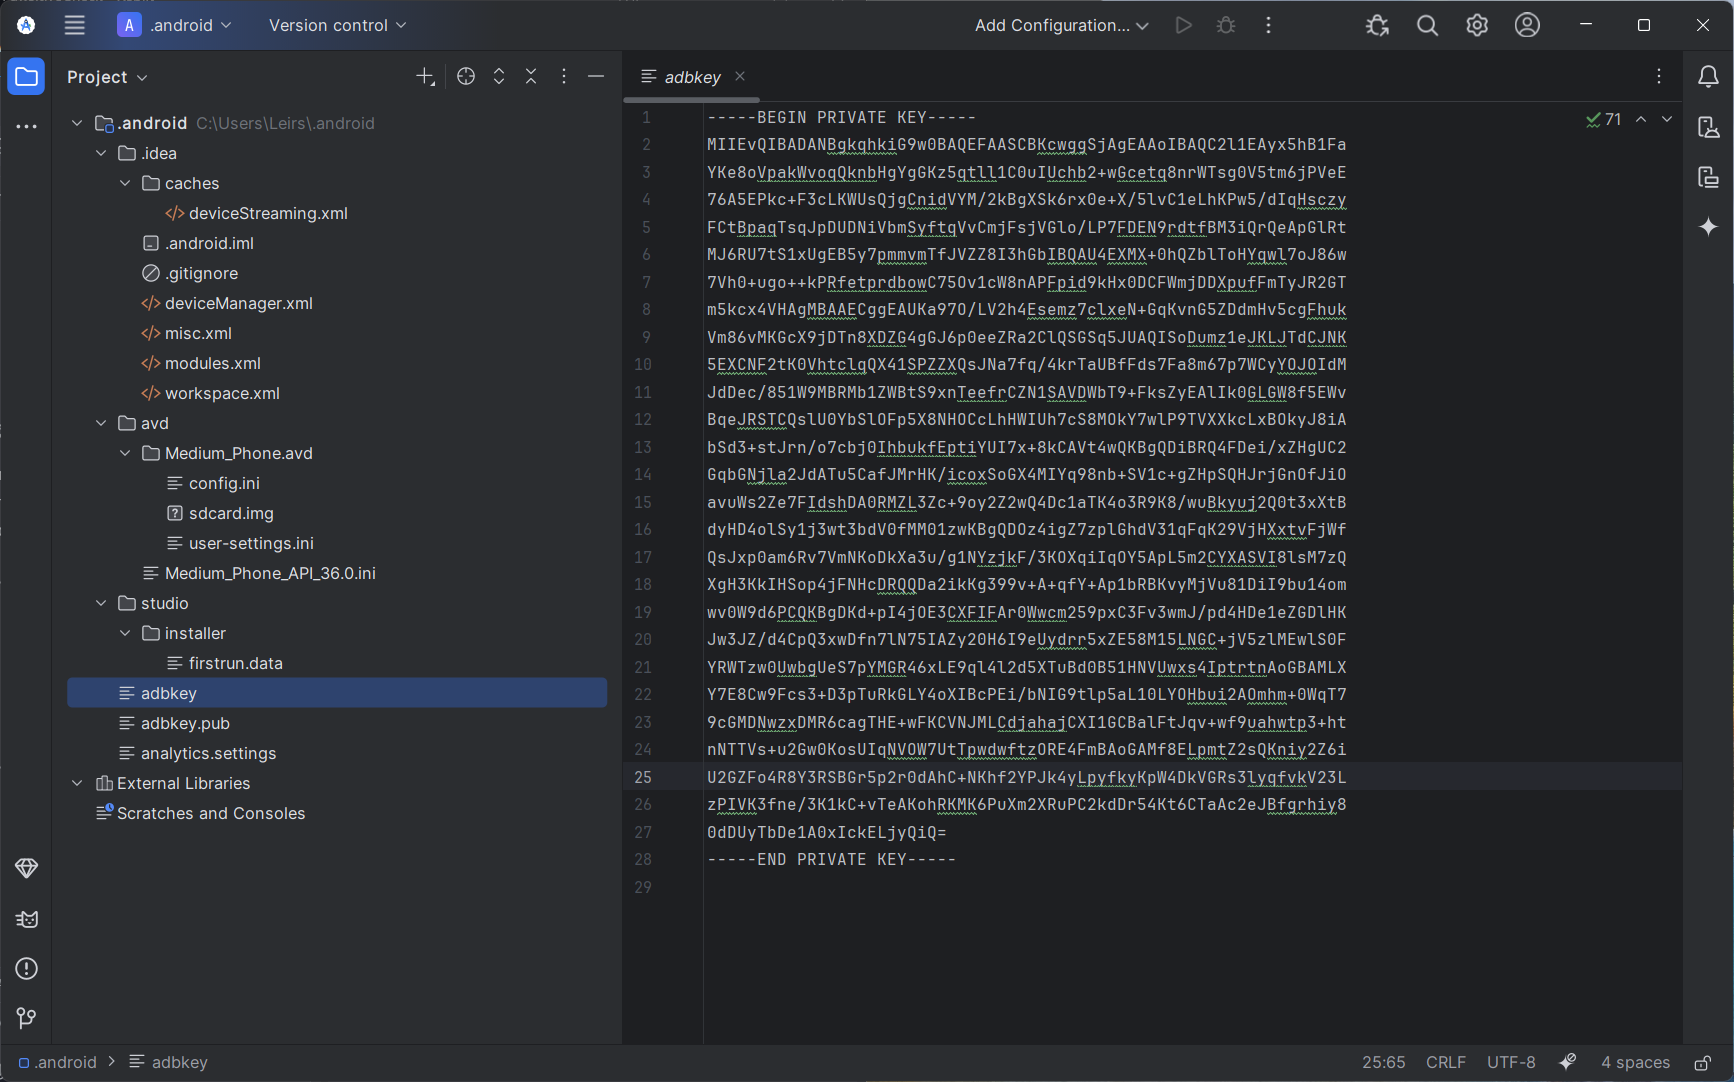 A .android
Version control
Add Configuration...
Project
adbkey
.android C:\Users\Leirs\.android
.idea
caches
deviceStreaming.xml
.android.iml
.gitignore
deviceManager.xml
misc.xml
modules.xml
workspace.xml
avd
Medium_Phone.avd
config.ini
sdcard.img
user-settings.ini
Medium_Phone_API_36.0.ini
studio
installer
firstrun.data
adbkey
adbkey.pub
analytics.settings
External Libraries
Scratches and Consoles
71
1 -----BEGIN PRIVATE KEY-----
2 MIIEvQIBADANBgkqhkiG9w0BAQEFAASCBKcwggSjAgEAAoIBAQC2l1EAyx5hB1Fa
3 YKe8oVpakWvoqQknbHgYgGKz5qtll1C0uIUchb2+wGcetq8nrWTsg0V5tm6jPVeE
4 76A5EPkc+F3cLKWUsQjgCnidVYM/2kBgXSk6rx0e+X/5lvC1eLhKPw5/dIqHsczy
5 FCtBpaqTsqJpDUDNiVbmSyftqVvCmjFsjVGlo/LP7FDEN9rdtfBM3iQrQeApGlRt
6 MJ6RU7tS1xUgEB5y7pmmvmTfJVZZ8I3hGbIBQAU4EXMX+0hQZblToHYqwl7oJ86w
7 7Vh0+ugo++kPRfetprdbowC75Ov1cW8nAPFpid9kHx0DCFWmjDDXpufFmTyJR2GT
8 m5kcx4VHAgMBAAECggEAUKa970/LV2h4Esemz7clxeN+GqKvnG5ZDdmHv5cgFhuk
9 Vm86vMKGcX9jDTn8XDZG4gGJ6p0eeZRa2ClQSGSq5JUAQISoDumz1eJKLJTdCJNK
10 5EXCNF2tK0VhtclqQX41SPZZXQsJNa7fq/4krTaUBfFds7Fa8m67p7WCyYOJOIdM
11 JdDec/851W9MBRMb1ZWBtS9xnTeefrCZN1SAVDWbT9+FksZyEAlIk0GLGW8f5EWv
12 BqeJRSTCQslU0YbSlOFp5X8NHOCcLhHWIUh7cS8MOkY7wlP9TVXXkcLxBOkyJ8iA
13 bSd3+stJrn/o7cbj0IhbukfEptiYUI7x+8kCAVt4wQKBgQDiBRQ4FDei/xZHgUC2
14 GqbGNjla2JdATu5CafJMrHK/icoxSoGX4MIYq98nb+SV1c+gZHpSQHJrjGnOfJiO
15 avuWs2Ze7FIdshDA0RMZL3Zc+9oy2Z2wQ4Dc1aTK4o3R9K8/wuBkyuj2Q0t3xXtB
16 dyHD4olSy1j3wt3bdV0fMM01zwKBgQDOz4igZ7zplGhdV31qFqK29VjHXxtvFjWf
17 QsJxp0am6Rv7VmNKoDkXa3u/g1NYzjkF/3KOXqiIqOY5ApL5m2CYXASVI8lsM7zQ
18 XgH3KkIHSop4jFNHcDRQQDa2ikKg399v+A+qfY+Ap1bRBKvyMjVu81DiI9bu14om
19 wv0W9d6PCQKBgDKd+pI4jOE3CXFIFAr0Wwcm259pxC3Fv3wmJ/pd4HDe1eZGDlHK
20 Jw3JZ/d4CpQ3xwDfn7lN75IAZy20H6I9eUydrr5xZE58M15LNGC+jV5zlMEwlS0F
21 YRWTzw0UwbgUeS7pYMGR46xLE9ql4l2d5XTuBd0B51HNVUwxs4IptrtnAoGBAMLX
22 Y7E8Cw9Fcs3+D3pTuRkGLY4oXIBcPEi/bNIG9tlp5aL10LYOHbui2AOmhm+0WqT7
23 9cGMDNwzxDMR6cagTHE+wFKCVNJMLCdjahajCXI1GCBalFtJqv+wf9uahwtp3+ht
24 nNTTVs+u2Gw0KosUIqNVOW7UtTpwdwftzORE4FmBAoGAMf8ELpmtZ2sQKniy2Z6i
25 U2GZFo4R8Y3RSBGr5p2r0dAhC+NKhf2YPJk4yLpyfkyKpW4DkVGRs3lyqfvkV23L
26 zPIVK3fne/3K1kC+vTeAKohRKMK6PuXm2XRuPC2kdDr54Kt6CTaAc2eJBfgrhiy8
27 0dDUyTbDe1A0xIckELjyQiQ=
28 -----END PRIVATE KEY-----
29
.android > adbkey
25:65 CRLF UTF-8 4 spaces